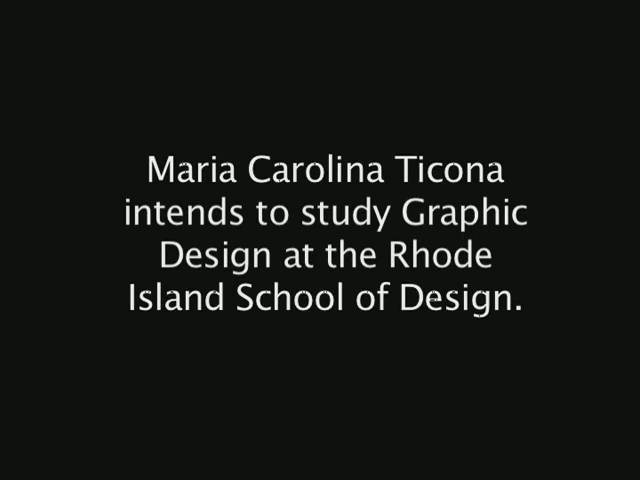 Maria Carolina Ticona
intends to study Graphic
Design at the Rhode
Island School of Design.